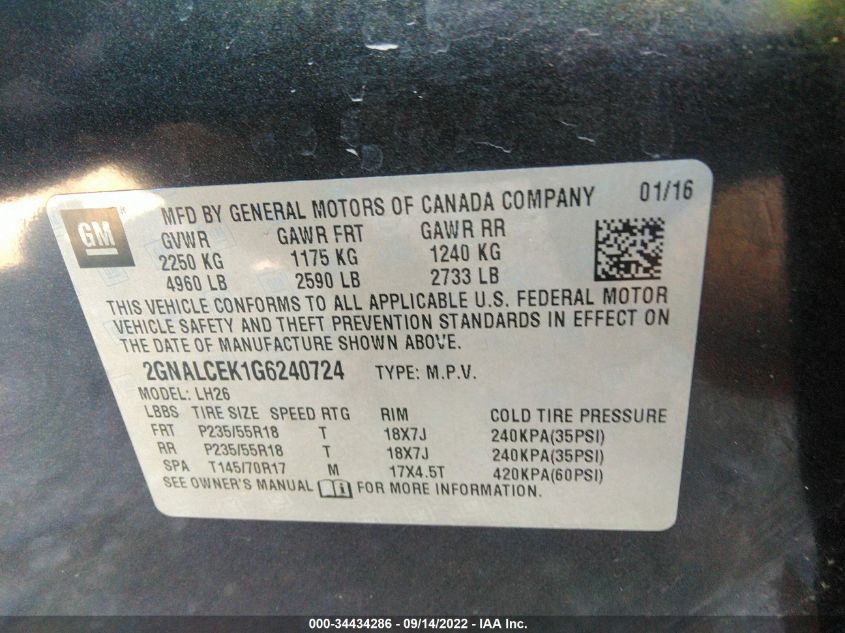 GM
MFD BY GENERAL MOTORS OF CANADA COMPANY 01/16
GVWR GAWR FRT GAWR RR
2250 KG 1175 KG 1240 KG
4960 LB 2590 LB 2733 LB
THIS VEHICLE CONFORMS TO ALL APPLICABLE U.S. FEDERAL MOTOR
VEHICLE SAFETY AND THEFT PREVENTION STANDARDS IN EFFECT ON
THE DATE OF MANUFACTURE SHOWN ABOVE.
2GNALCEK1G6240724 TYPE: M.P.V.
MODEL: LH26
LBBS TIRE SIZE SPEED RTG RIM COLD TIRE PRESSURE
FRT P235/55R18 T 18X7J 240KPA(35PSI)
RR P235/55R18 T 18X7J 240KPA(35PSI)
SPA T145/70R17 M 17X4.5T 420KPA(60PSI)
SEE OWNER'S MANUAL FOR MORE INFORMATION.
000-34434286 - 09/14/2022 - IAA Inc.